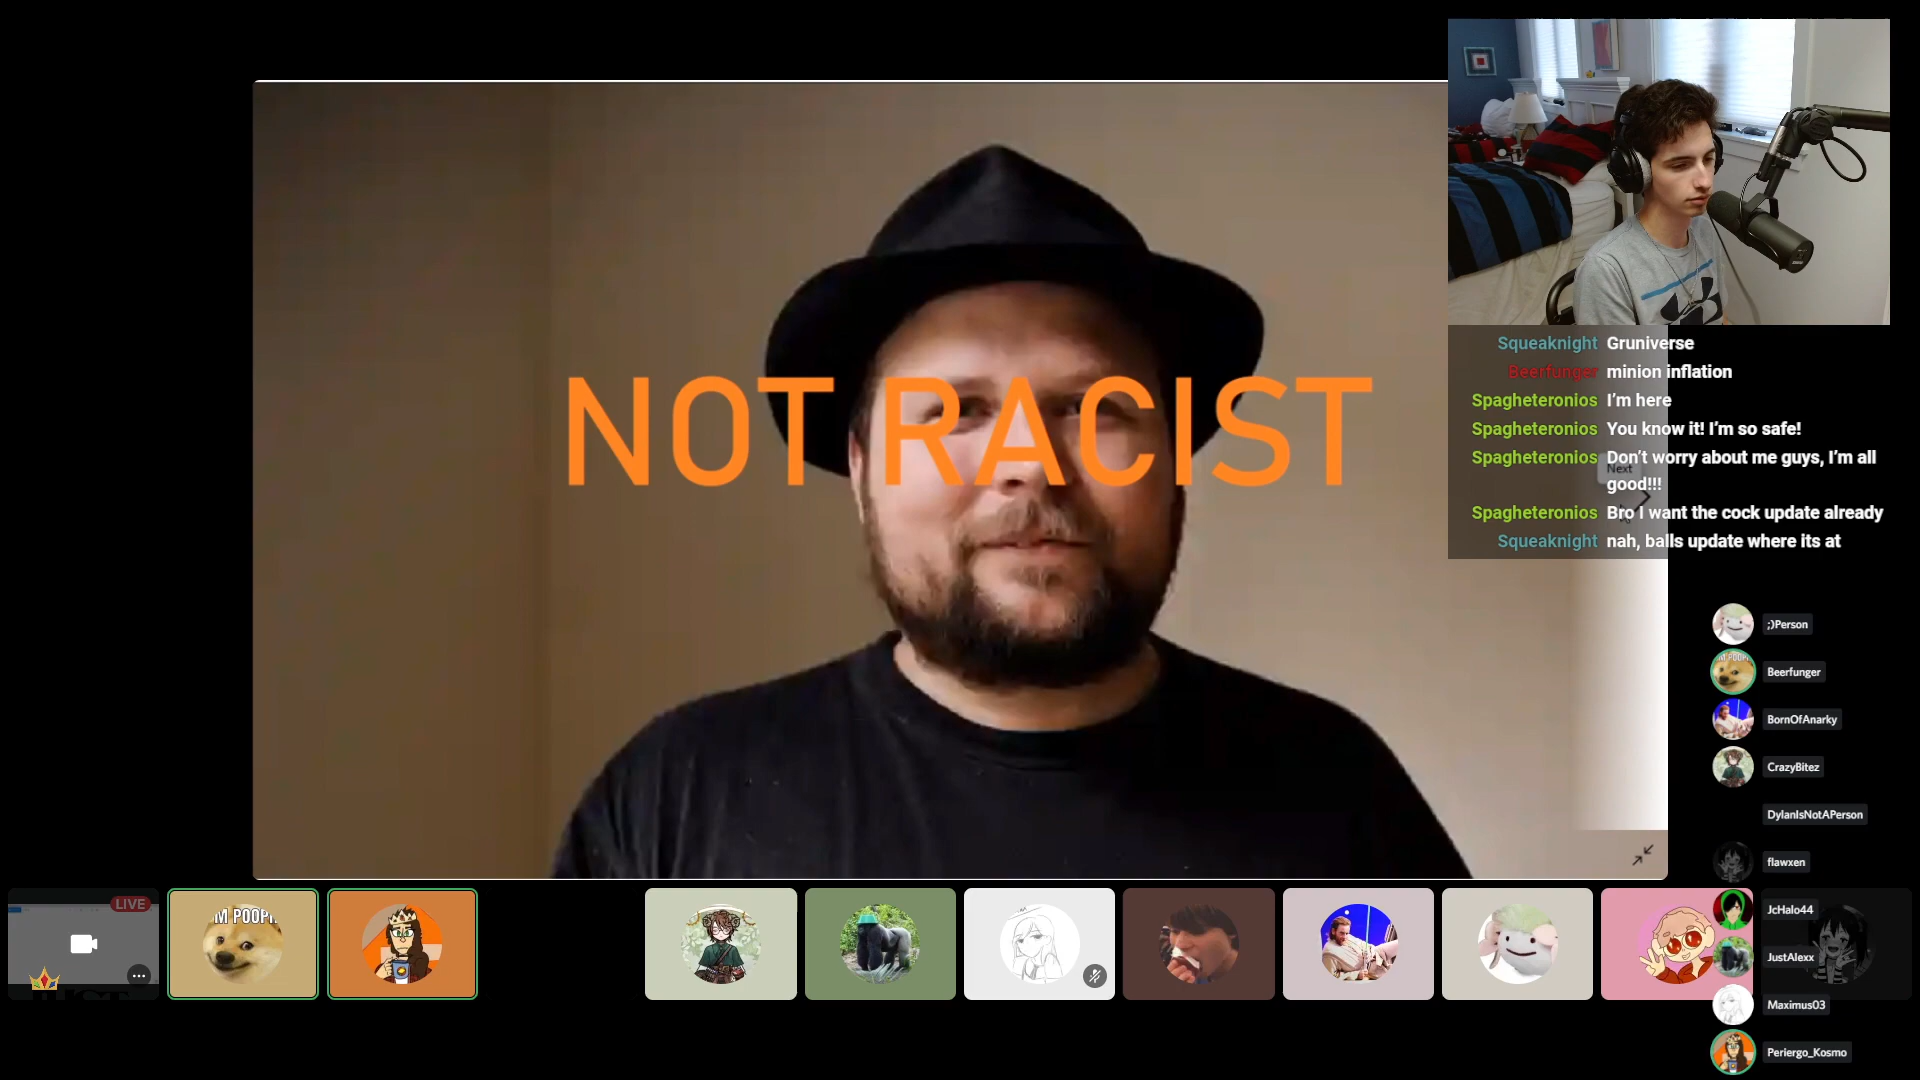 NOT RACIST
Squeaknight Gruniverse
Beerfunger minion inflation
Spagheteronios I'm here
Spagheteronios You know it! I'm so safe!
Spagheteronios Don't worry about me guys, I'm all
good!!!
Next
Spagheteronios Bro I want the cock update already
Squeaknight nah, balls update where its at
;)Person
Beerfunger
BornOfAnarky
CrazyBitez
DylanIsNotAPerson
flawxen
JcHalo44
JustAlexx
Maximus03
Periergo_Kosmo
LIVE